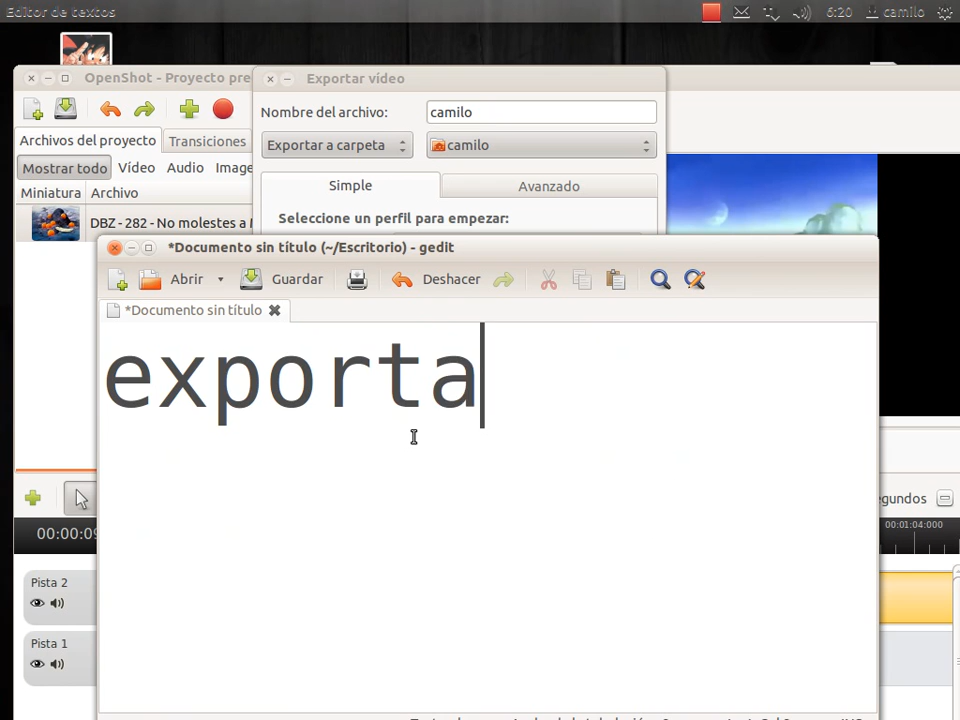 Editor de textos
6:20
camilo
OpenShot - Proyecto pre
Exportar vídeo
Nombre del archivo:
camilo
Archivos del proyecto
Transiciones
Exportar a carpeta
camilo
Mostrar todo
Vídeo
Audio
Image
Simple
Avanzado
Miniatura
Archivo
Seleccione un perfil para empezar:
DBZ - 282 - No molestes a
*Documento sin título (~/Escritorio) - gedit
Abrir
Guardar
Deshacer
*Documento sin título
exporta
egundos
00:00:09
00:01:04:000
Pista 2
Pista 1